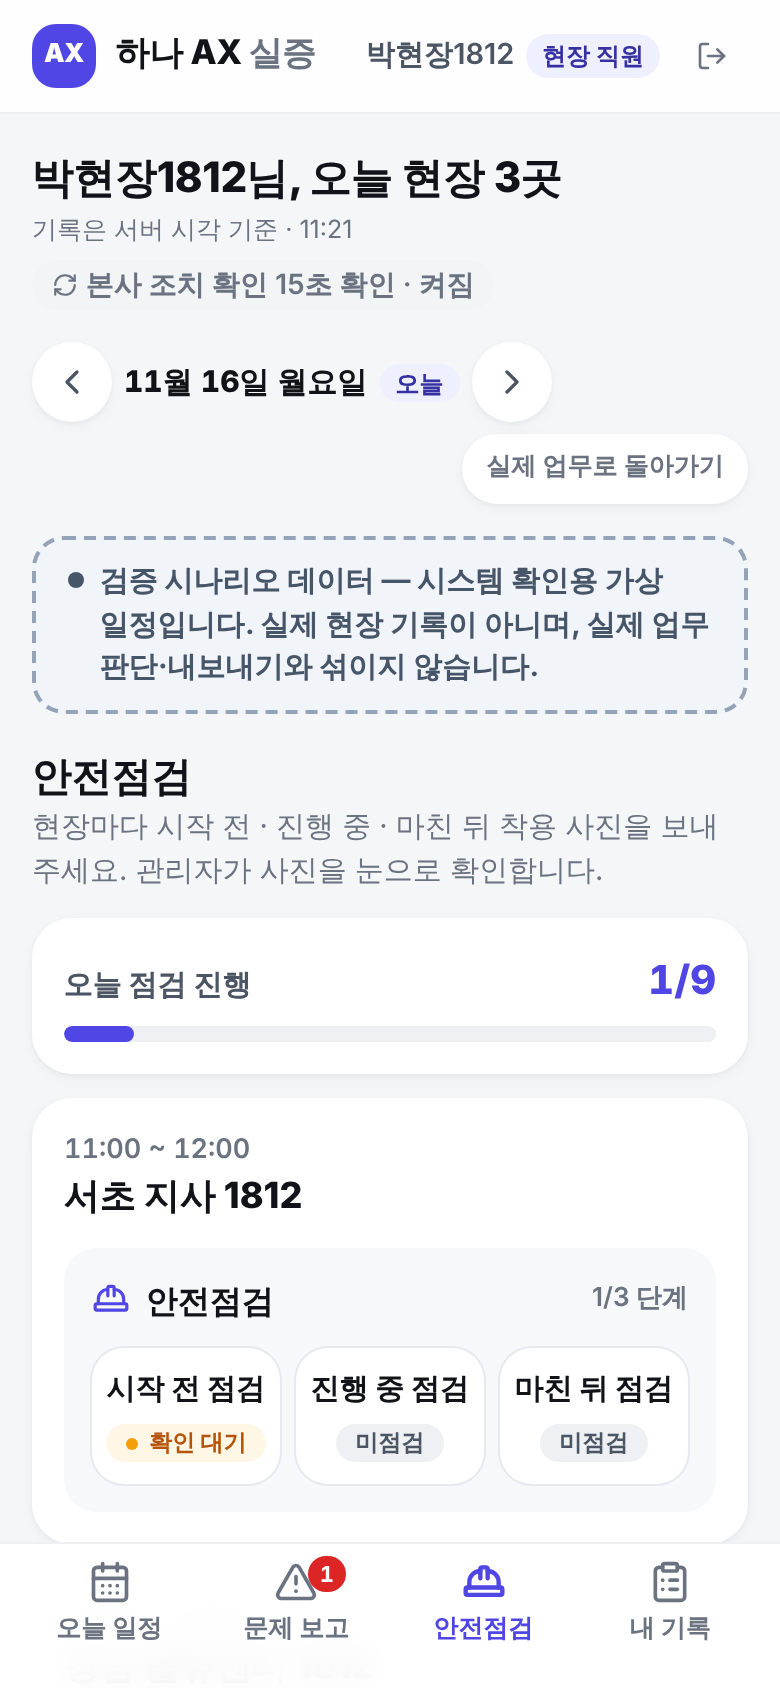 AX 하나 AX 실증 박현장1812 현장 직원
박현장1812님, 오늘 현장 3곳
기록은 서버 시각 기준 · 11:21
본사 조치 확인 15초 확인 · 켜짐
11월 16일 월요일 오늘
실제 업무로 돌아가기
검증 시나리오 데이터 — 시스템 확인용 가상
일정입니다. 실제 현장 기록이 아니며, 실제 업무
판단·내보내기와 섞이지 않습니다.
안전점검
현장마다 시작 전 · 진행 중 · 마친 뒤 착용 사진을 보내
주세요. 관리자가 사진을 눈으로 확인합니다.
오늘 점검 진행 1/9
11:00 ~ 12:00
서초 지사 1812
안전점검 1/3 단계
시작 전 점검 진행 중 점검 마친 뒤 점검
확인 대기 미점검 미점검
1
오늘 일정 문제 보고 안전점검 내 기록